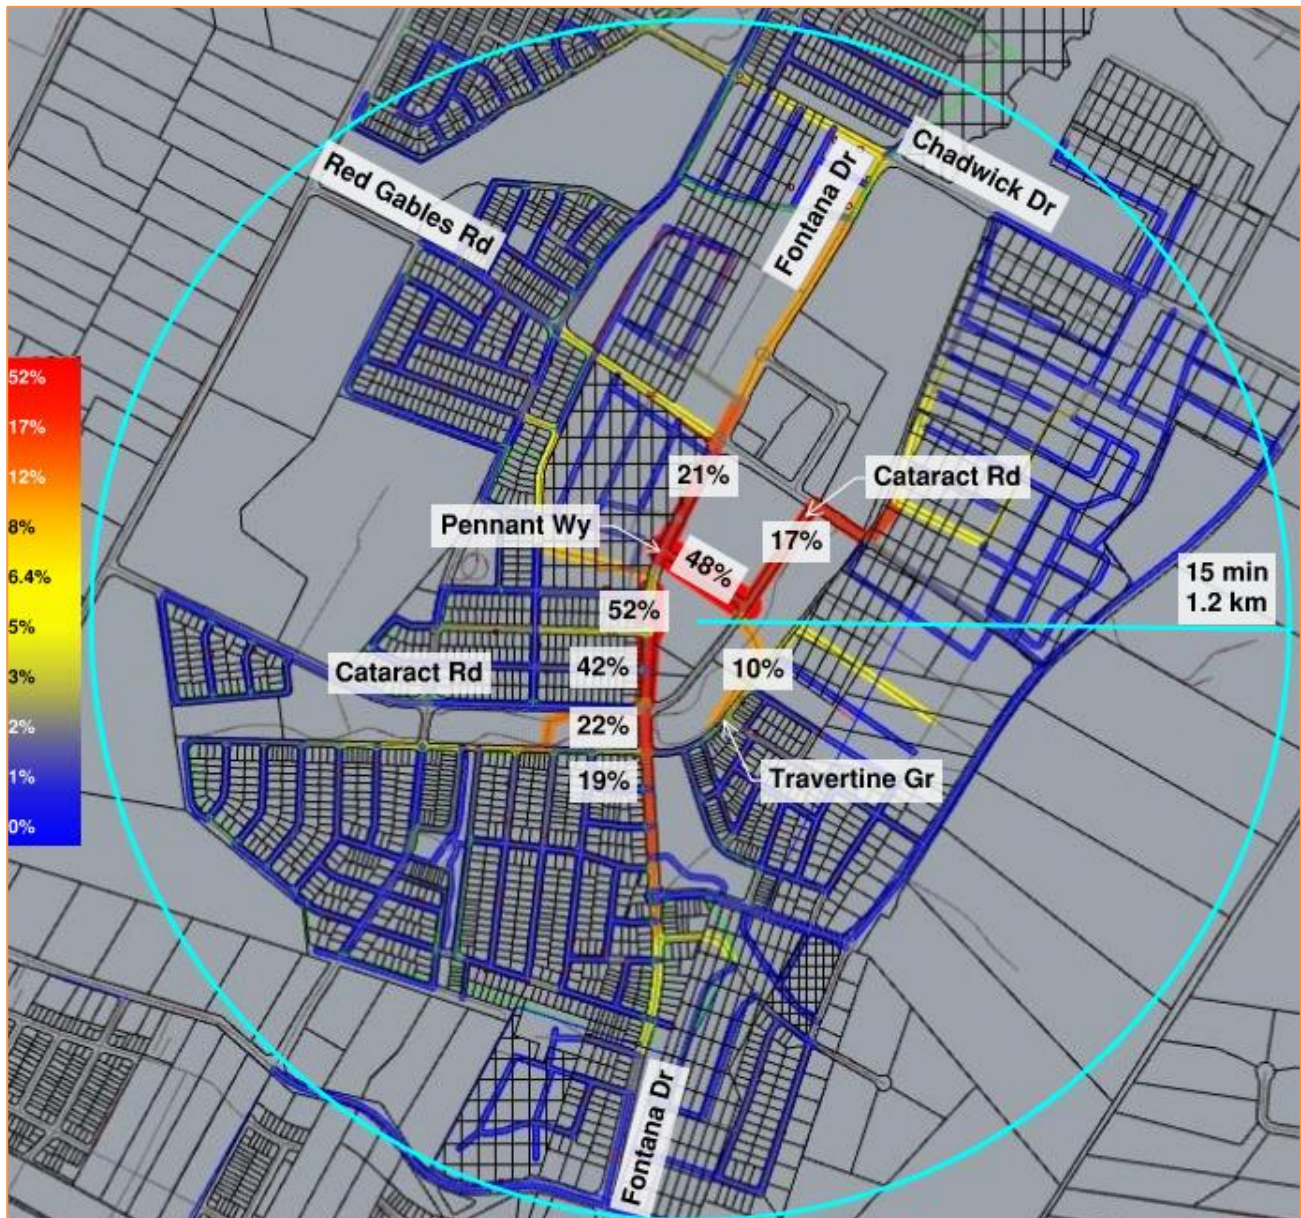 Chadwick Dr
Fontana Dr
Red Gables Rd
52%
17%
12%
8%
6.4%
5%
3%
2%
1%
0%
21%
Cataract Rd
Pennant Wy
48%
17%
15 min
1.2 km
52%
42%
10%
Cataract Rd
22%
19%
Travertine Gr
Fontana Dr